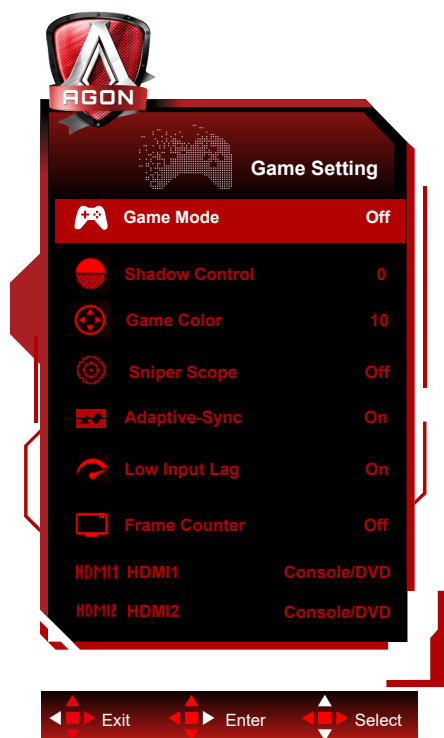 AGON
Game Setting
Game Mode Off
Shadow Control 0
Game Color 10
Sniper Scope Off
Adaptive-Sync On
Low Input Lag On
Frame Counter Off
HDMI1 HDMI1 Console/DVD
HDMI2 HDMI2 Console/DVD
Exit Enter Select